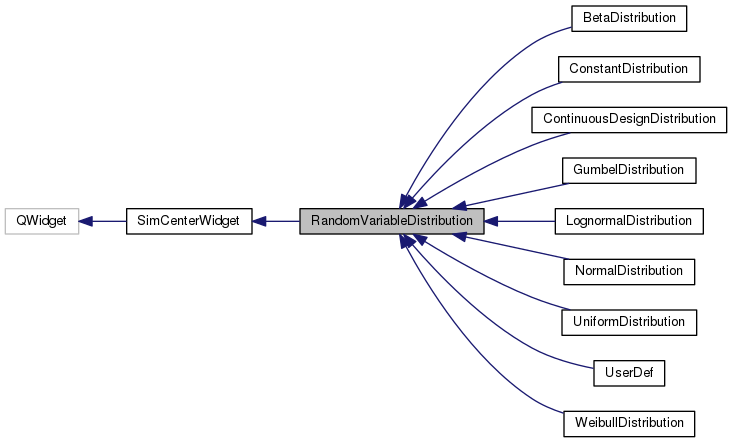 QWidget
SimCenterWidget
RandomVariableDistribution
BetaDistribution
ConstantDistribution
ContinuousDesignDistribution
GumbelDistribution
LognormalDistribution
NormalDistribution
UniformDistribution
UserDef
WeibullDistribution